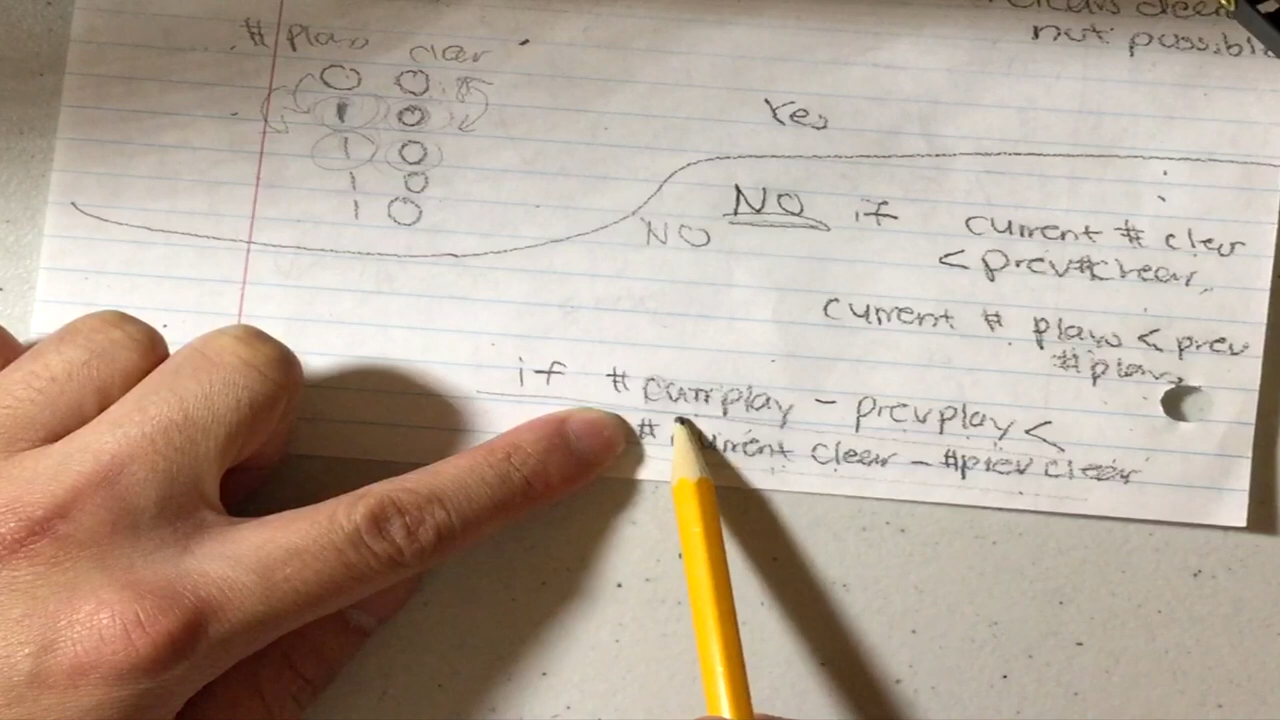 not possible
# plays clear
0 0
1 0
1 0
1 0
1 0
Yes
NO
NO if current # clear
< prev # clear,
current # plays < prev
# plays
if # currplay - prevplay <
# current clear - # prev clear